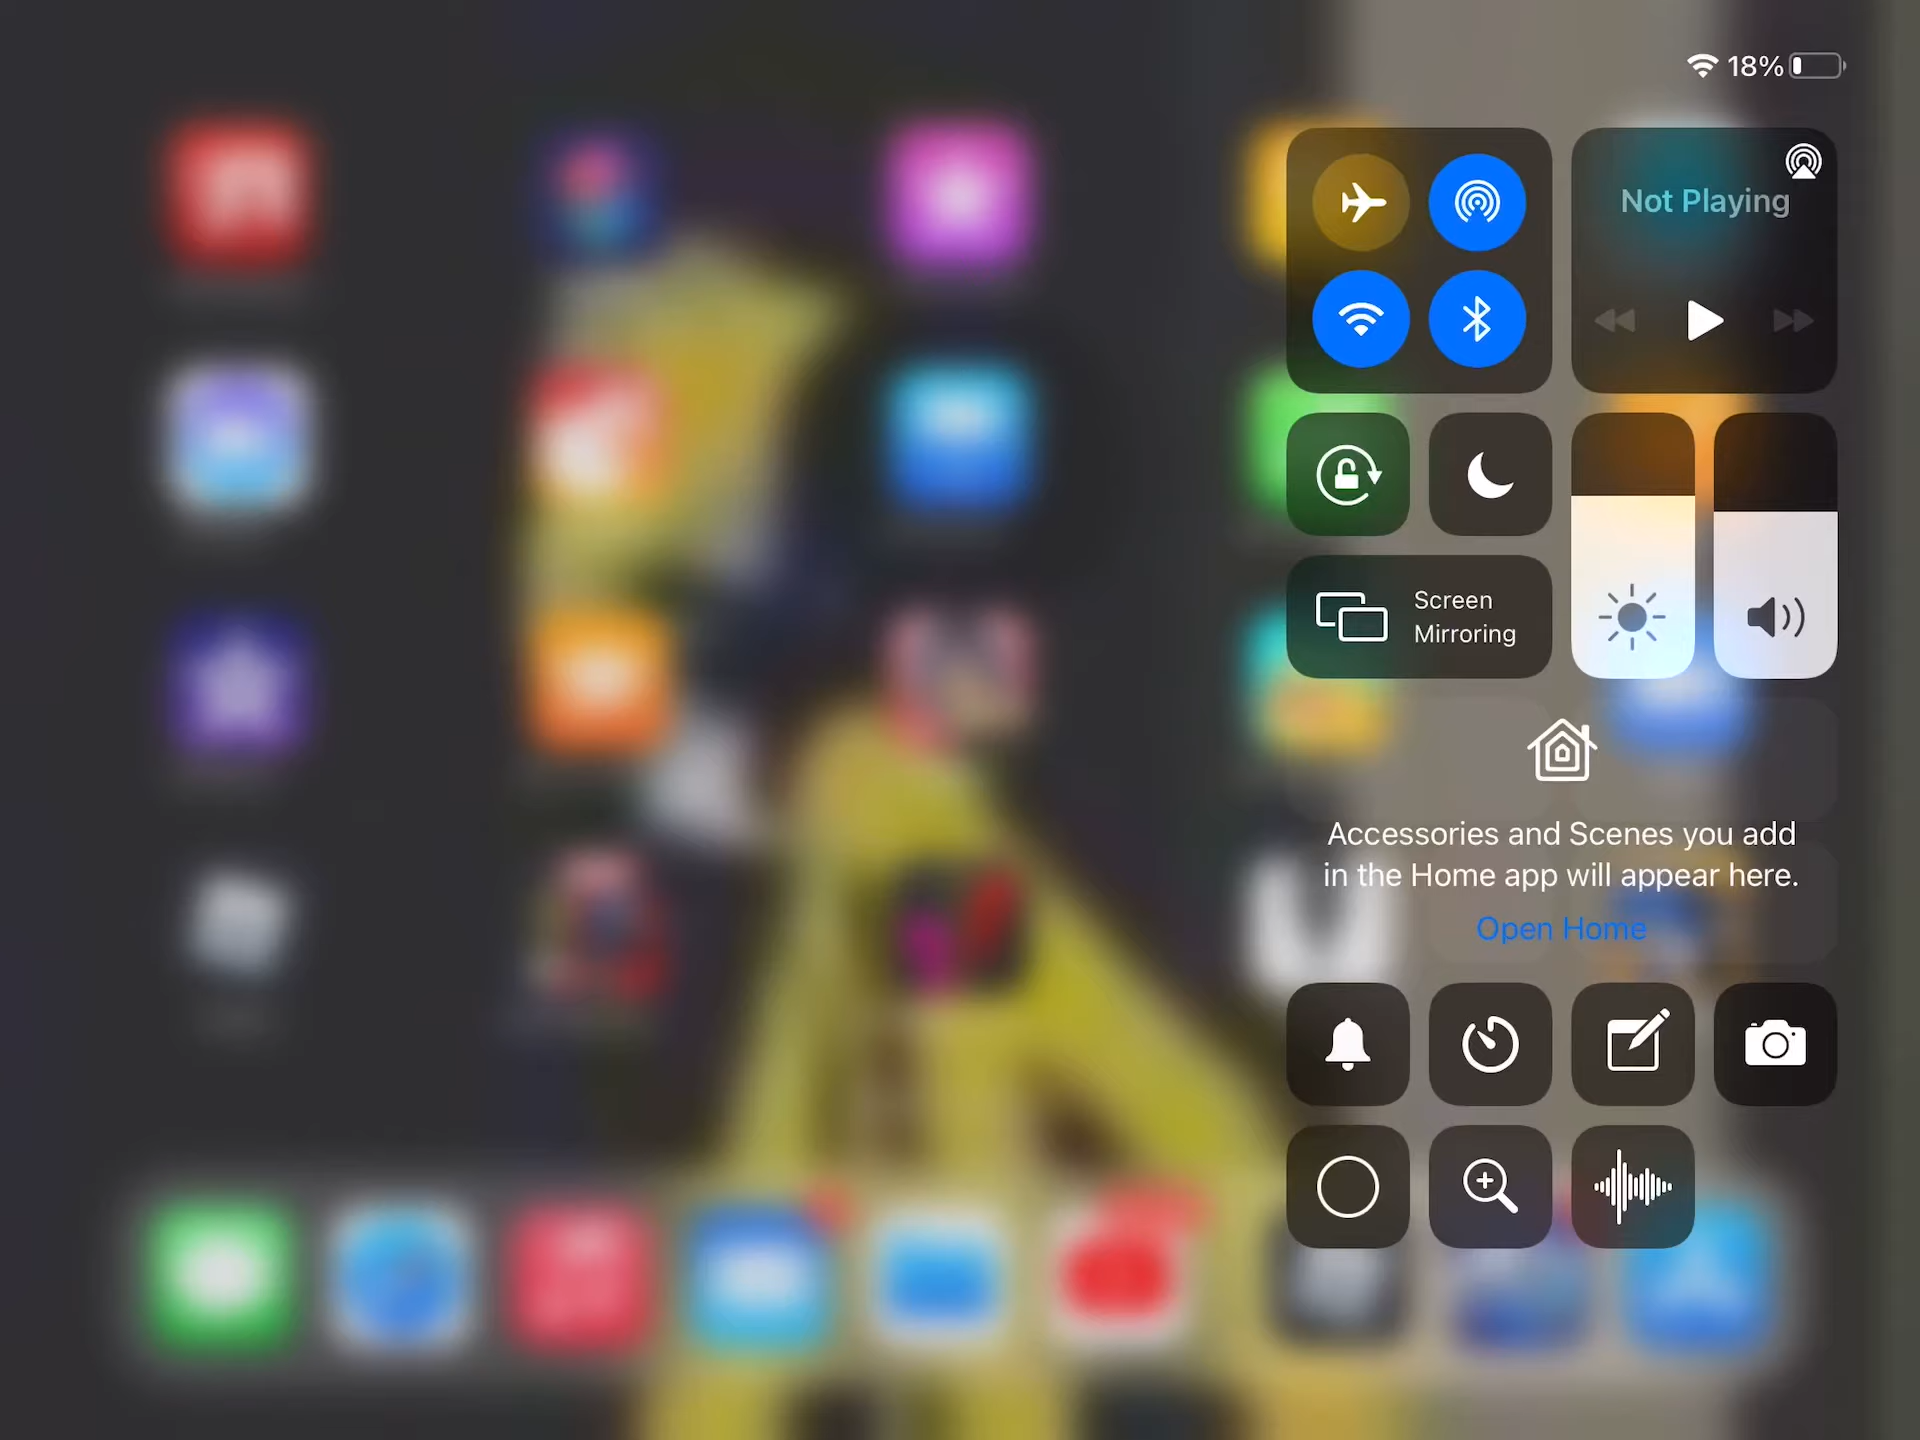 18%
Not Playing
Screen
Mirroring
Accessories and Scenes you add
in the Home app will appear here.
Open Home